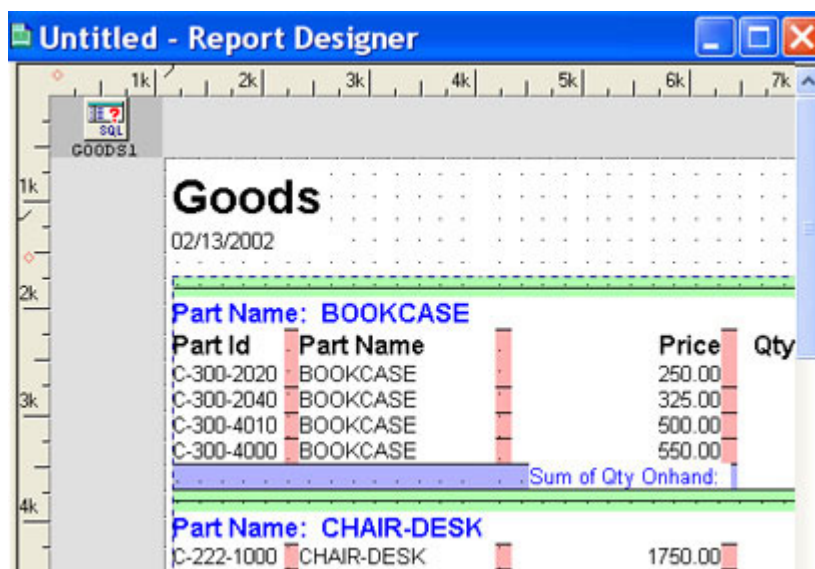 Untitled - Report Designer
1k 2k 3k 4k 5k 6k 7k
? SQL
GOODS1
1k
Goods
02/13/2002
2k
Part Name: BOOKCASE
Part Id Part Name Price Qty
C-300-2020 BOOKCASE 250.00
3k
C-300-2040 BOOKCASE 325.00
C-300-4010 BOOKCASE 500.00
C-300-4000 BOOKCASE 550.00
Sum of Qty Onhand:
4k
Part Name: CHAIR-DESK
C-222-1000 CHAIR-DESK 1750.00